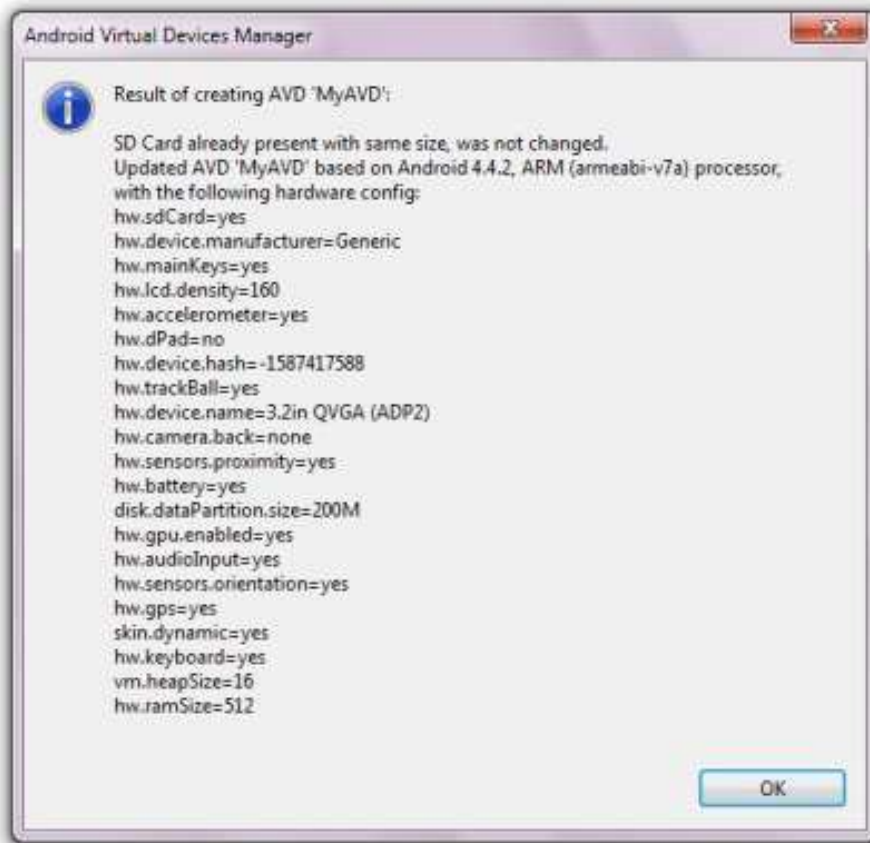 Android Virtual Devices Manager
Result of creating AVD 'MyAVD':
SD Card already present with same size, was not changed.
Updated AVD 'MyAVD' based on Android 4.4.2, ARM (armeabi-v7a) processor,
with the following hardware config:
hw.sdCard=yes
hw.device.manufacturer=Generic
hw.mainKeys=yes
hw.lcd.density=160
hw.accelerometer=yes
hw.dPad=no
hw.device.hash=-1587417588
hw.trackBall=yes
hw.device.name=3.2in QVGA (ADP2)
hw.camera.back=none
hw.sensors.proximity=yes
hw.battery=yes
disk.dataPartition.size=200M
hw.gpu.enabled=yes
hw.audioInput=yes
hw.sensors.orientation=yes
hw.gps=yes
skin.dynamic=yes
hw.keyboard=yes
vm.heapSize=16
hw.ramSize=512
OK